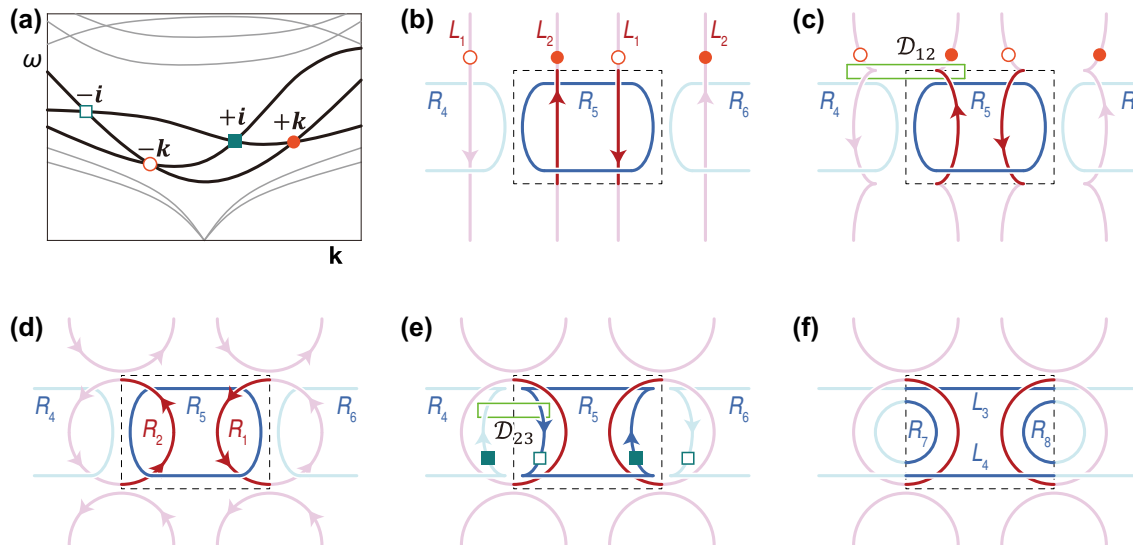 (a)
ω
−i
+i
+k
−k
k
(b)
L₁ L₂ L₁ L₂
R₄ R₅ R₆
(c)
𝒟₁₂
R₄ R₅ R
(d)
R₄ R₂ R₅ R₁ R₆
(e)
R₄ R₅ R₆
𝒟₂₃
(f)
L₃
R₇ R₈
L₄